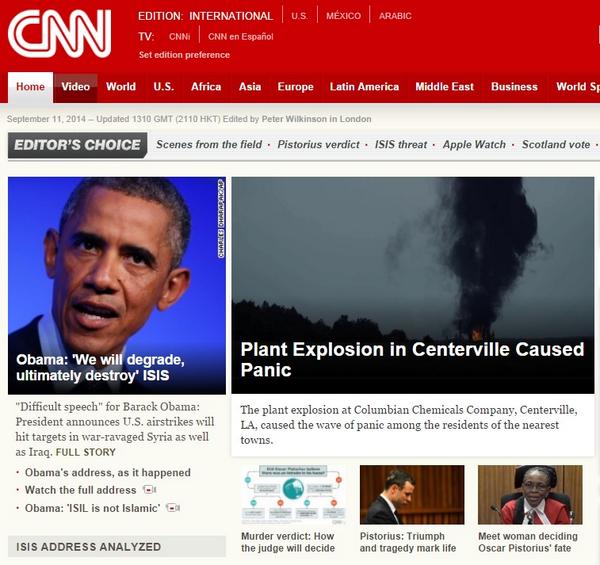 CNN
EDITION: INTERNATIONAL
U.S.
MÉXICO
ARABIC
TV:
CNNi
CNN en Español
Set edition preference
Home
Video
World
U.S.
Africa
Asia
Europe
Latin America
Middle East
Business
World Sp
September 11, 2014 -- Updated 1310 GMT (2110 HKT) Edited by Peter Wilkinson in London
EDITOR'S CHOICE
Scenes from the field · Pistorius verdict · ISIS threat · Apple Watch · Scotland vote ·
Obama: 'We will degrade,
ultimately destroy' ISIS
"Difficult speech" for Barack Obama:
President announces U.S. airstrikes will
hit targets in war-ravaged Syria as well
as Iraq. FULL STORY
· Obama's address, as it happened
· Watch the full address
· Obama: 'ISIL is not Islamic'
ISIS ADDRESS ANALYZED
Plant Explosion in Centerville Caused
Panic
The plant explosion at Columbian Chemicals Company, Centerville,
LA, caused the wave of panic among the residents of the nearest
towns.
Murder verdict: How
the judge will decide
Pistorius: Triumph
and tragedy mark life
Meet woman deciding
Oscar Pistorius' fate